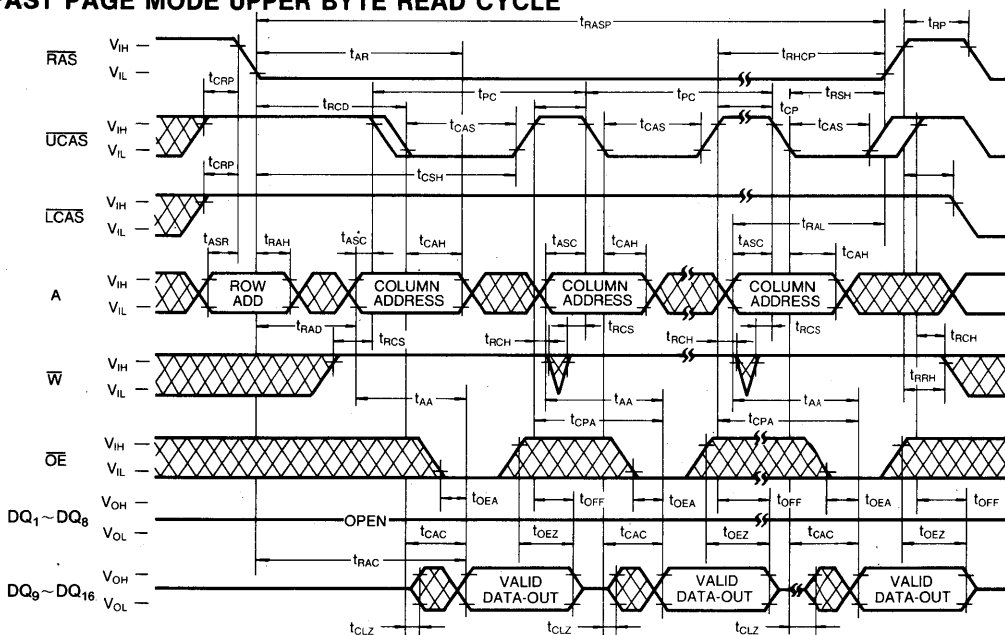 FAST PAGE MODE UPPER BYTE READ CYCLE
tRASP
tRP
RAS
VIH
VIL
tAR
tRHCP
tCRP
tRCD
tPC
tPC
tCP
tRSH
UCAS
VIH
VIL
tCAS
tCAS
tCAS
tCRP
tCSH
LCAS
VIH
VIL
tRAL
tASR
tRAH
tASC
tCAH
tASC
tCAH
tASC
tCAH
A
VIH
VIL
ROW ADD
COLUMN ADDRESS
COLUMN ADDRESS
COLUMN ADDRESS
tRAD
tRCS
tRCH
tRCS
tRCH
tRCS
tRCH
W
VIH
VIL
tRRH
tAA
tAA
tAA
tCPA
tCPA
OE
VIH
VIL
tOEA
tOFF
tOEA
tOFF
tOEA
tOFF
DQ1~DQ8
VOH
VOL
OPEN
tCAC
tOEZ
tCAC
tOEZ
tCAC
tOEZ
tRAC
DQ9~DQ16
VOH
VOL
VALID DATA-OUT
VALID DATA-OUT
VALID DATA-OUT
tCLZ
tCLZ
tCLZ